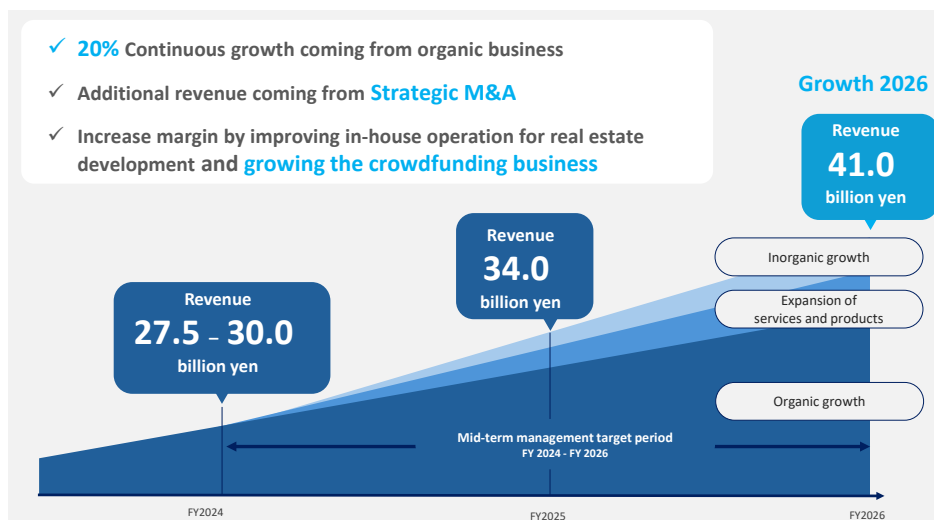 ✓ 20% Continuous growth coming from organic business
✓ Additional revenue coming from Strategic M&A
✓ Increase margin by improving in-house operation for real estate
development and growing the crowdfunding business
Growth 2026
Revenue
41.0
billion yen
Revenue
34.0
billion yen
Revenue
27.5 – 30.0
billion yen
Inorganic growth
Expansion of
services and products
Organic growth
Mid-term management target period
FY 2024 - FY 2026
FY2024
FY2025
FY2026